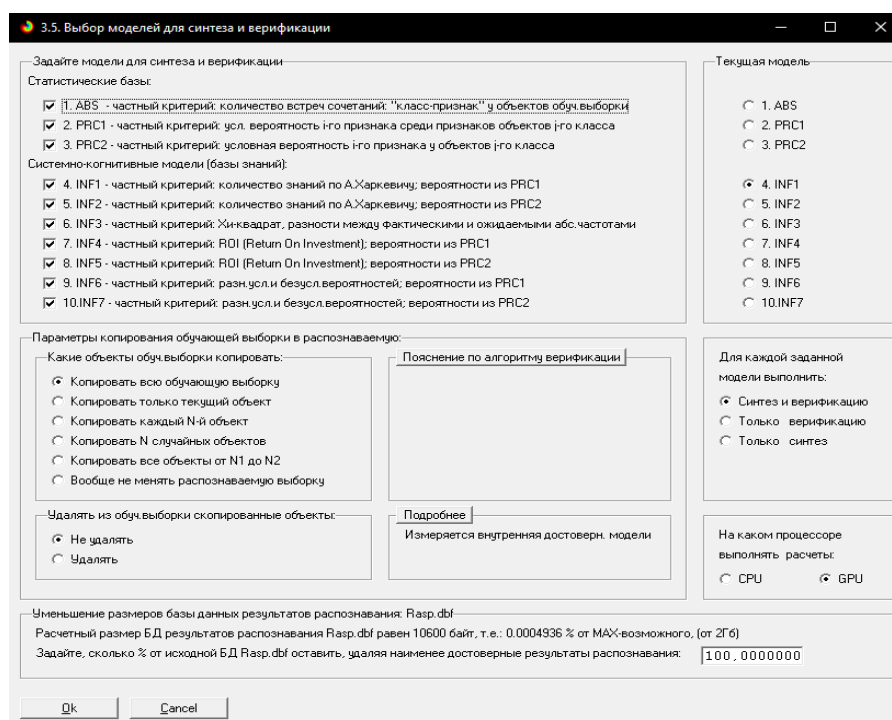 3.5. Выбор моделей для синтеза и верификации
Задайте модели для синтеза и верификации
Статистические базы:
1. ABS - частный критерий: количество встреч сочетаний: "класс-признак" у объектов обуч.выборки
2. PRC1 - частный критерий: усл. вероятность i-го признака среди признаков объектов j-го класса
3. PRC2 - частный критерий: условная вероятность i-го признака у объектов j-го класса
Системно-когнитивные модели (базы знаний):
4. INF1 - частный критерий: количество знаний по А.Харкевичу; вероятности из PRC1
5. INF2 - частный критерий: количество знаний по А.Харкевичу; вероятности из PRC2
6. INF3 - частный критерий: Хи-квадрат, разности между фактическими и ожидаемыми абс.частотами
7. INF4 - частный критерий: ROI (Return On Investment); вероятности из PRC1
8. INF5 - частный критерий: ROI (Return On Investment); вероятности из PRC2
9. INF6 - частный критерий: разн.усл.и безусл.вероятностей; вероятности из PRC1
10.INF7 - частный критерий: разн.усл.и безусл.вероятностей; вероятности из PRC2
Текущая модель
1. ABS
2. PRC1
3. PRC2
4. INF1
5. INF2
6. INF3
7. INF4
8. INF5
9. INF6
10.INF7
Параметры копирования обучающей выборки в распознаваемую:
Какие объекты обуч.выборки копировать:
Копировать всю обучающую выборку
Копировать только текущий объект
Копировать каждый N-й объект
Копировать N случайных объектов
Копировать все объекты от N1 до N2
Вообще не менять распознаваемую выборку
Пояснение по алгоритму верификации
Удалять из обуч.выборки скопированные объекты:
Не удалять
Удалять
Подробнее
Измеряется внутренняя достоверн. модели
Для каждой заданной
модели выполнить:
Синтез и верификацию
Только верификацию
Только синтез
На каком процессоре
выполнять расчеты:
CPU GPU
Уменьшение размеров базы данных результатов распознавания: Rasp.dbf
Расчетный размер БД результатов распознавания Rasp.dbf равен 10600 байт, т.е.: 0.0004936 % от MAX-возможного, (от 2Гб)
Задайте, сколько % от исходной БД Rasp.dbf оставить, удаляя наименее достоверные результаты распознавания: 100,0000000
Ok Cancel